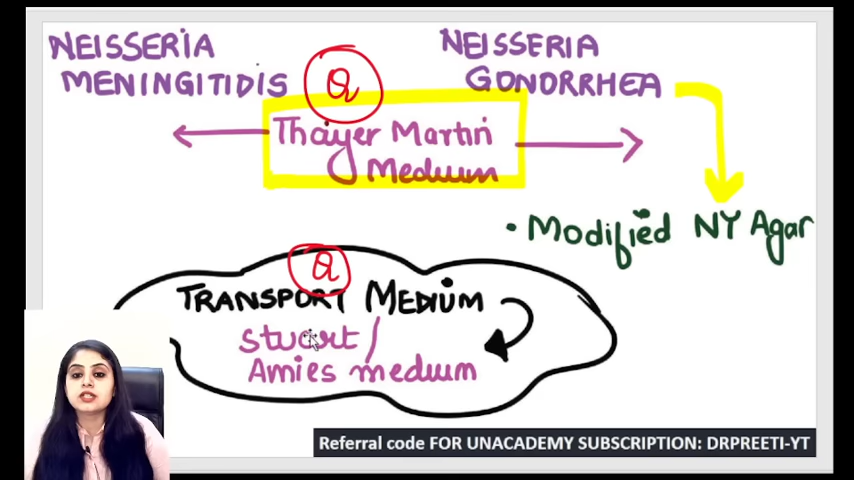 NEISSERIA
MENINGITIDIS
NEISSERIA
GONORRHEA
Q
Thayer Martin
Medium
• Modified NY Agar
Q
TRANSPORT MEDIUM
stuart /
Amies medium
Referral code FOR UNACADEMY SUBSCRIPTION: DRPREETI-YT